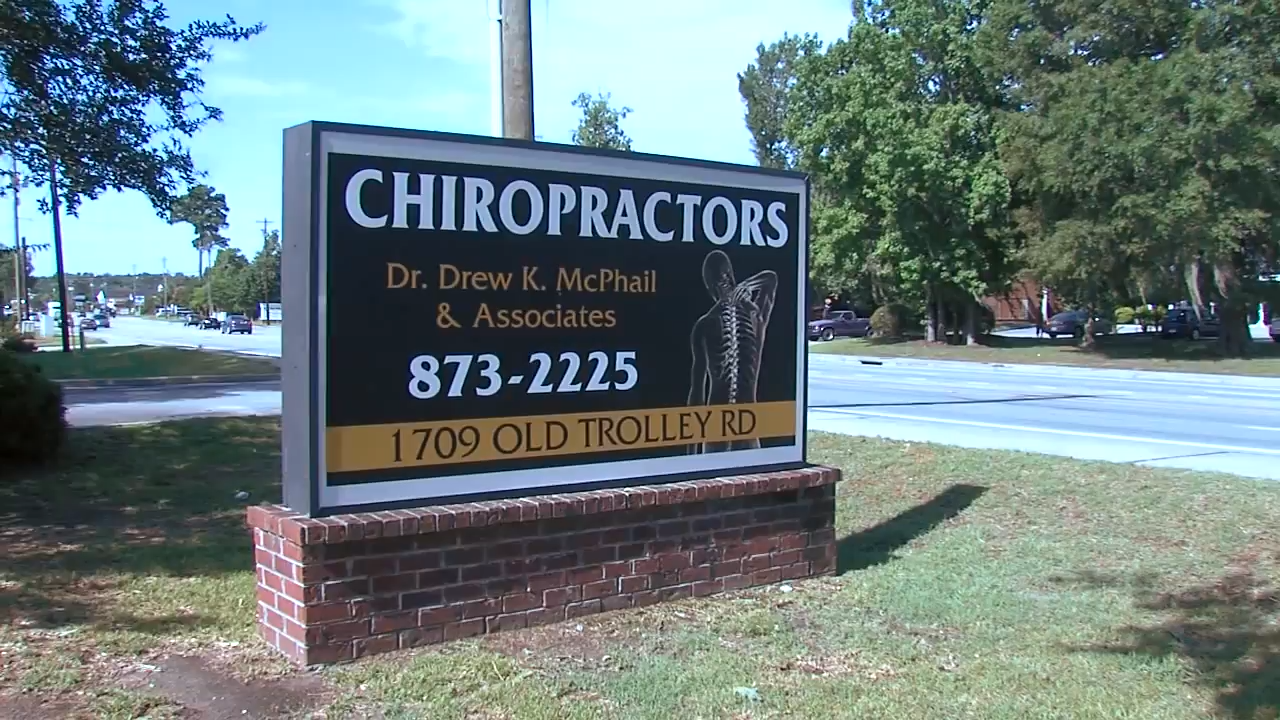 CHIROPRACTORS
Dr. Drew K. McPhail
& Associates
873-2225
1709 OLD TROLLEY RD